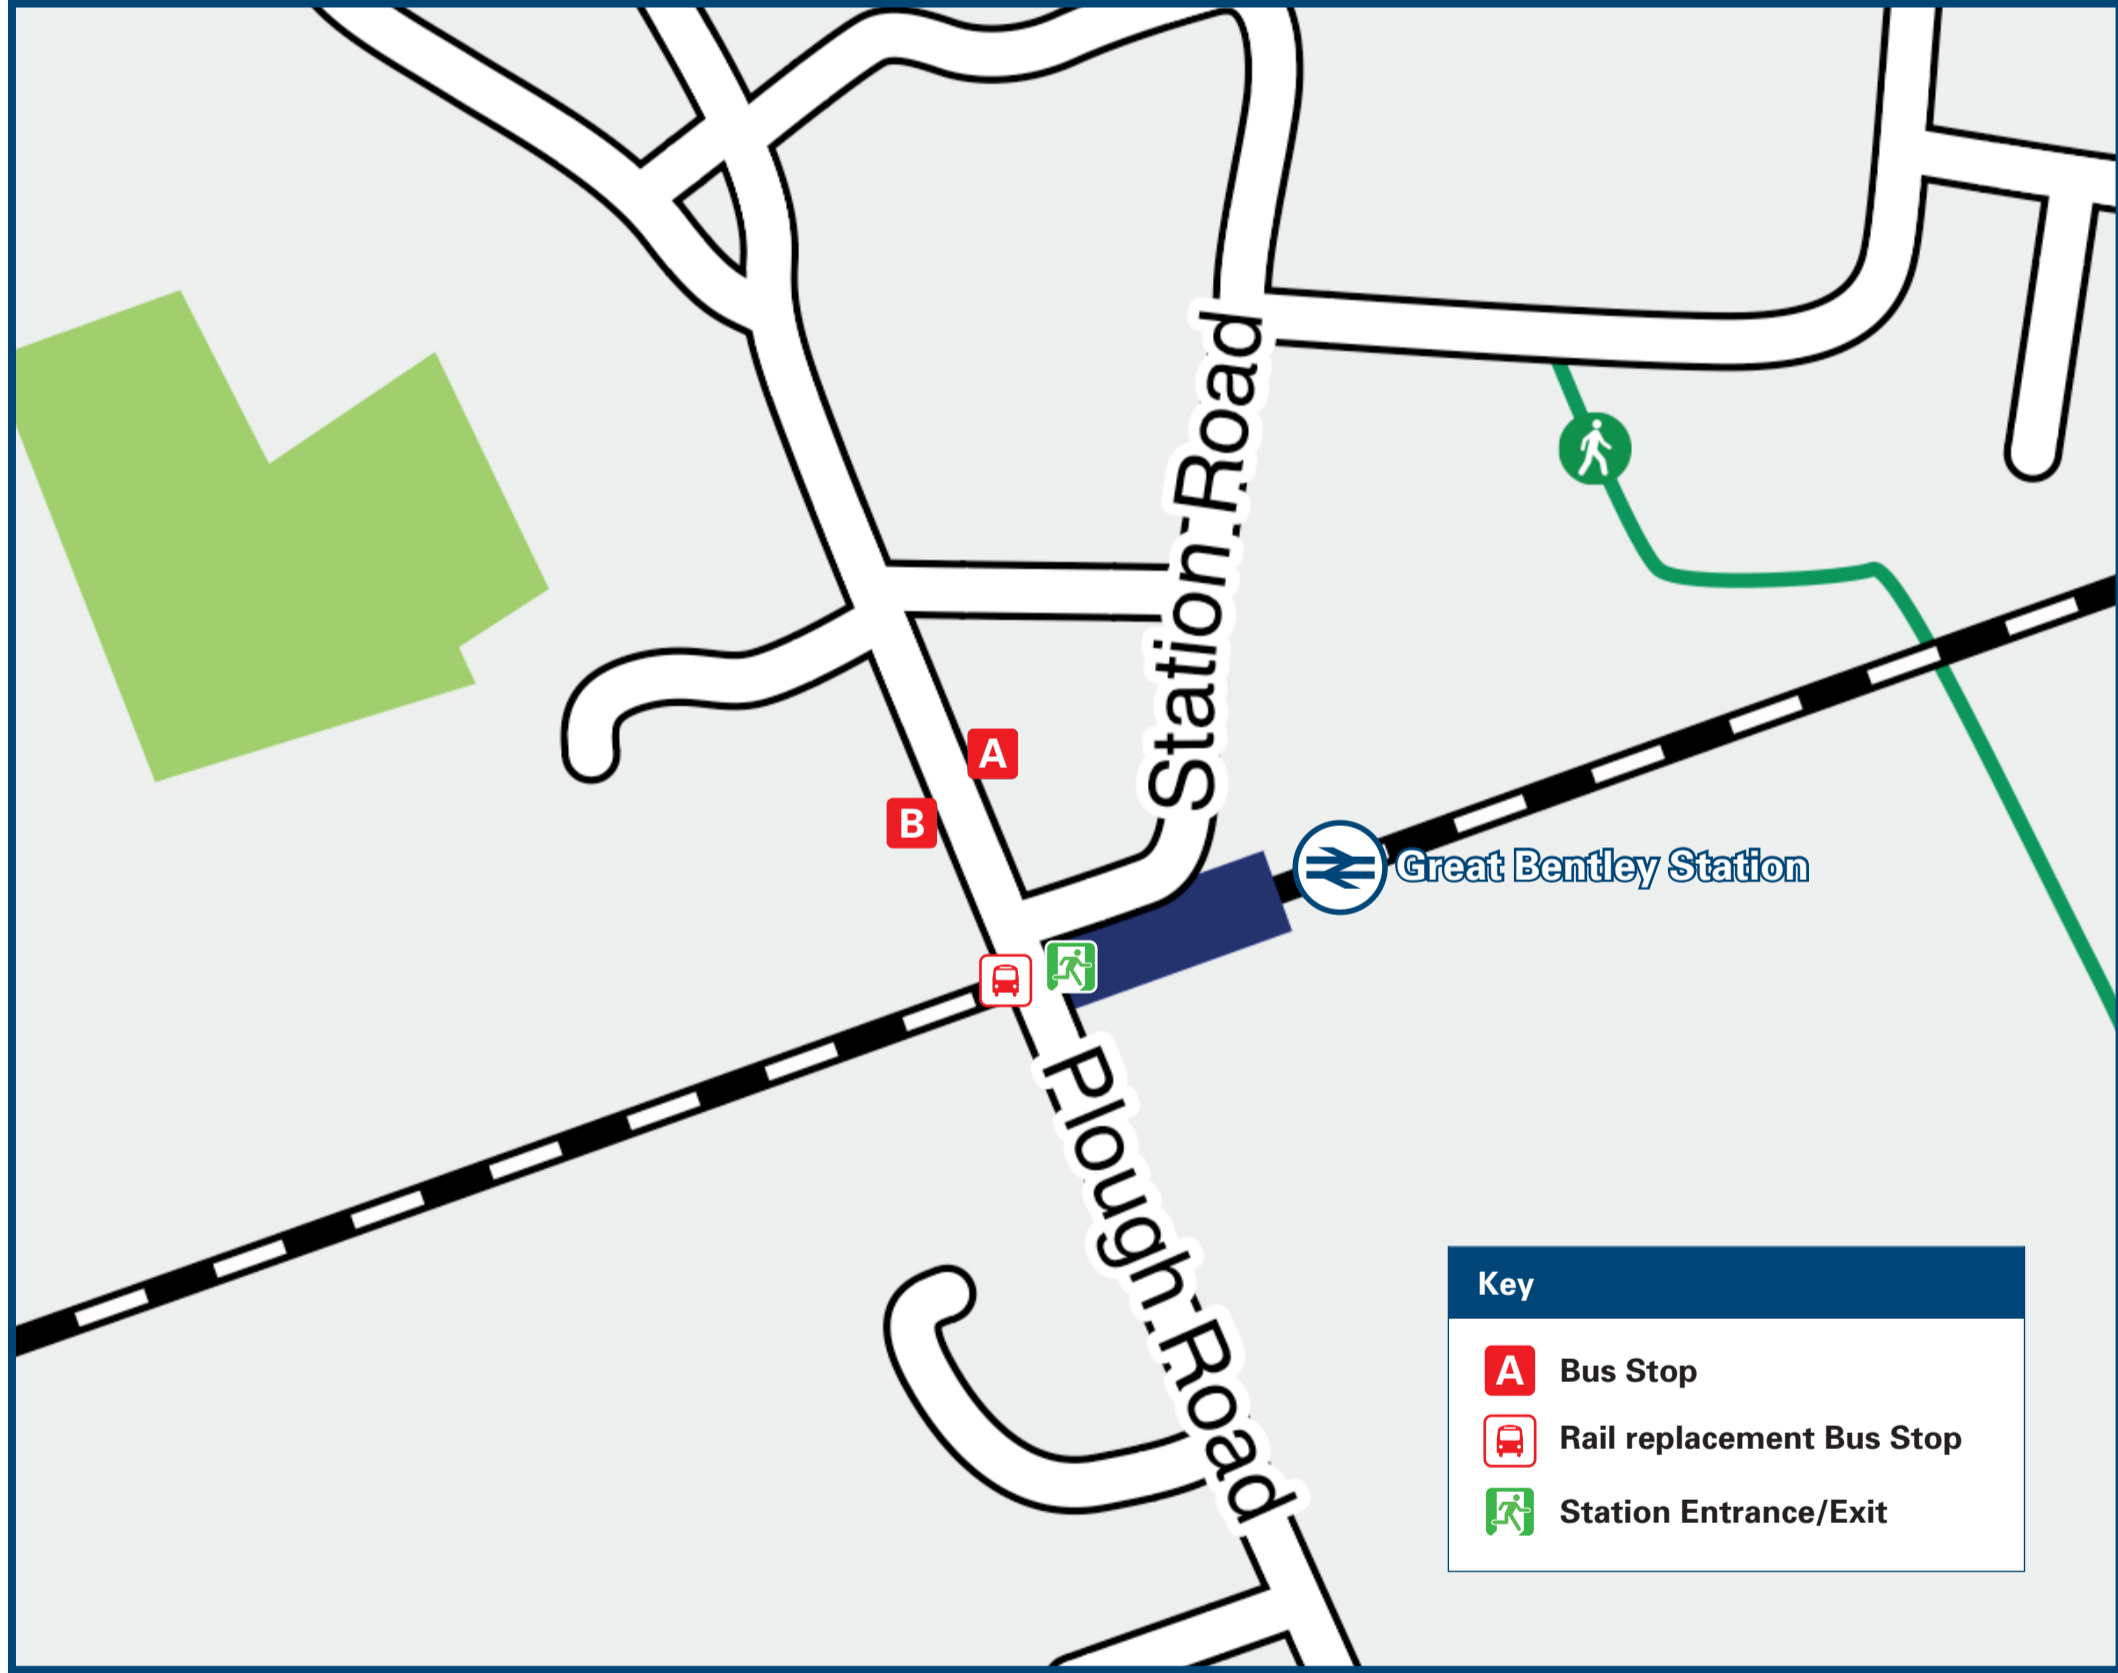 Station Road
A
B
Great Bentley Station
Plough Road
Key
A Bus Stop
Rail replacement Bus Stop
Station Entrance/Exit